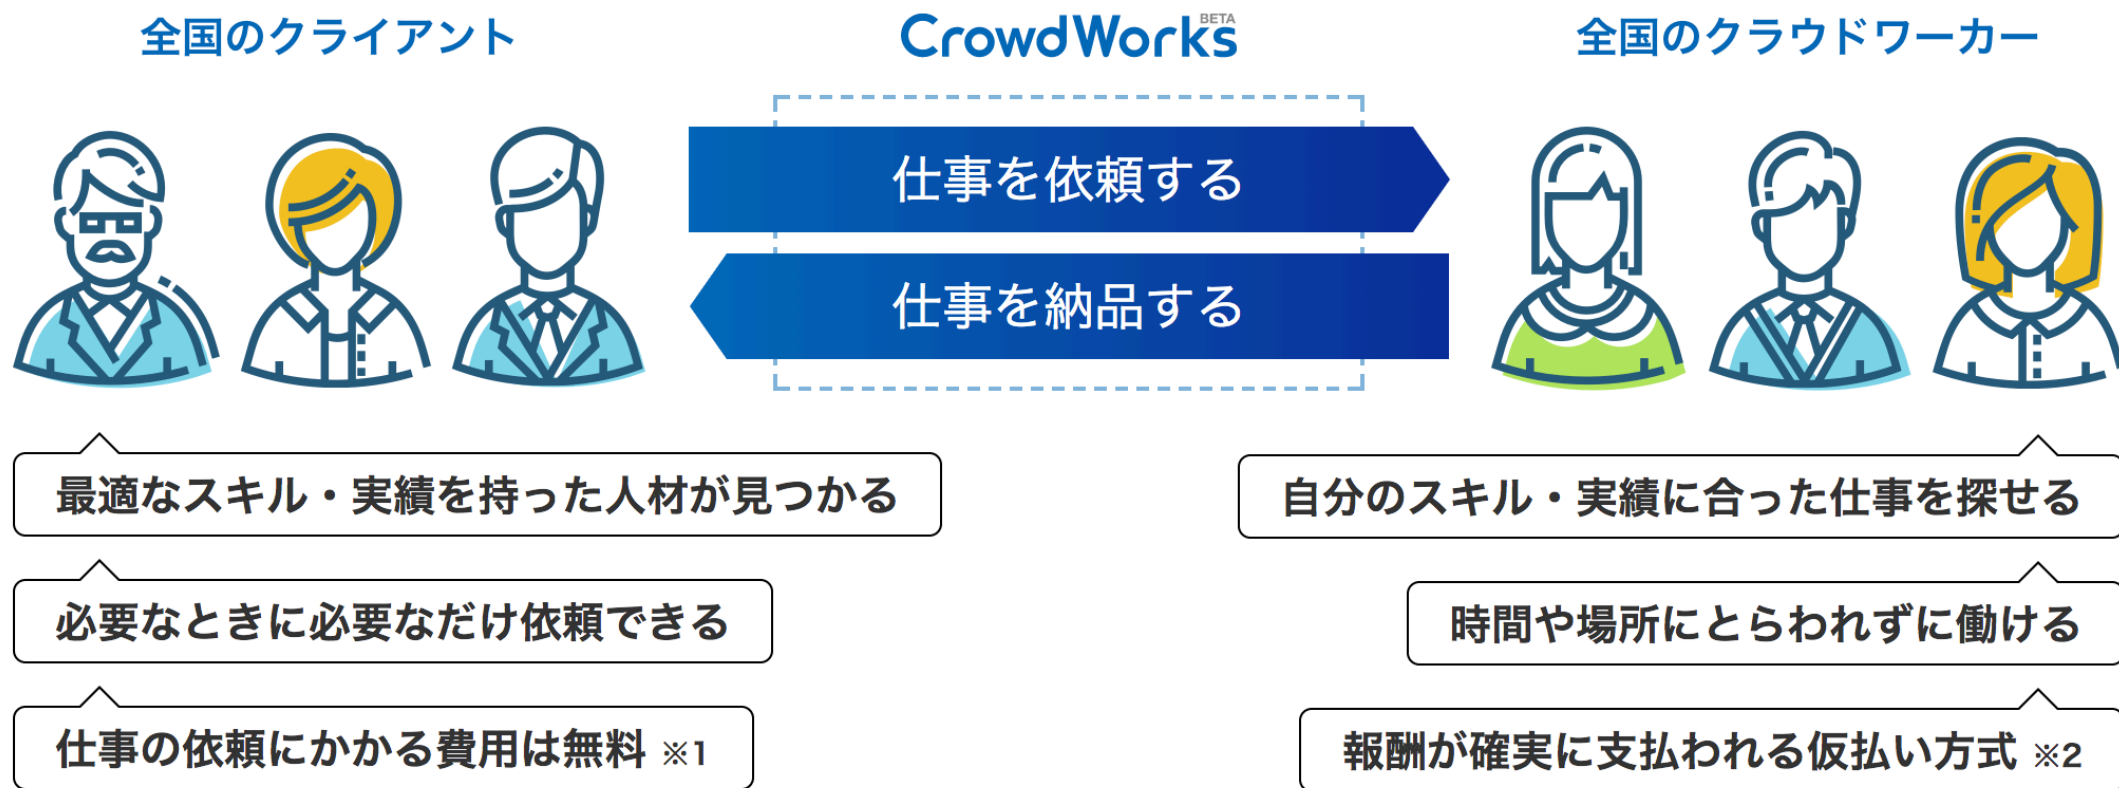 全国のクライアント
CrowdWorks BETA
全国のクラウドワーカー
仕事を依頼する
仕事を納品する
最適なスキル・実績を持った人材が見つかる
必要なときに必要なだけ依頼できる
仕事の依頼にかかる費用は無料 ※1
自分のスキル・実績に合った仕事を探せる
時間や場所にとらわれずに働ける
報酬が確実に支払われる仮払い方式 ※2